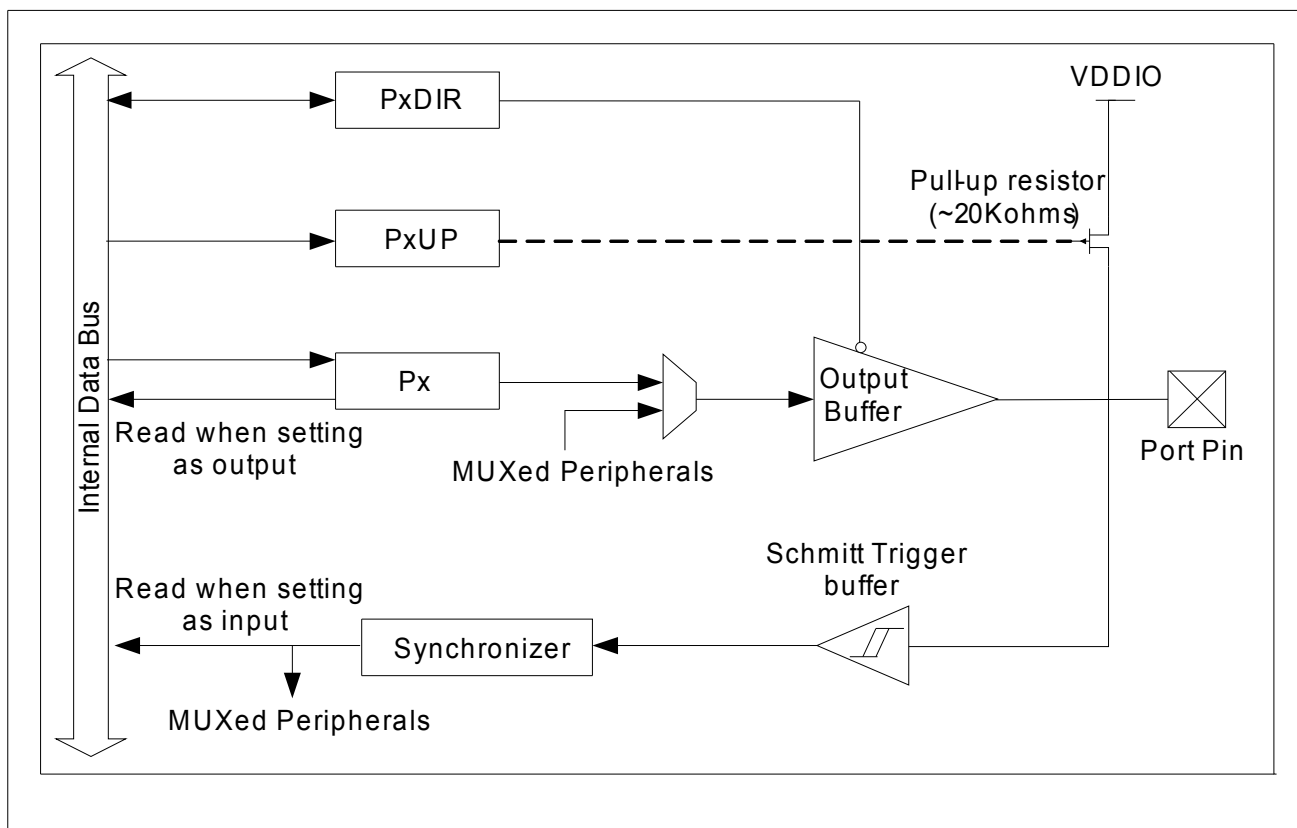 PxDIR
VDDIO
Pull-up resistor
(~20Kohms)
PxUP
Internal Data Bus
Px
Output
Buffer
Read when setting
as output
MUXed Peripherals
Port Pin
Schmitt Trigger
buffer
Read when setting
as input
Synchronizer
MUXed Peripherals